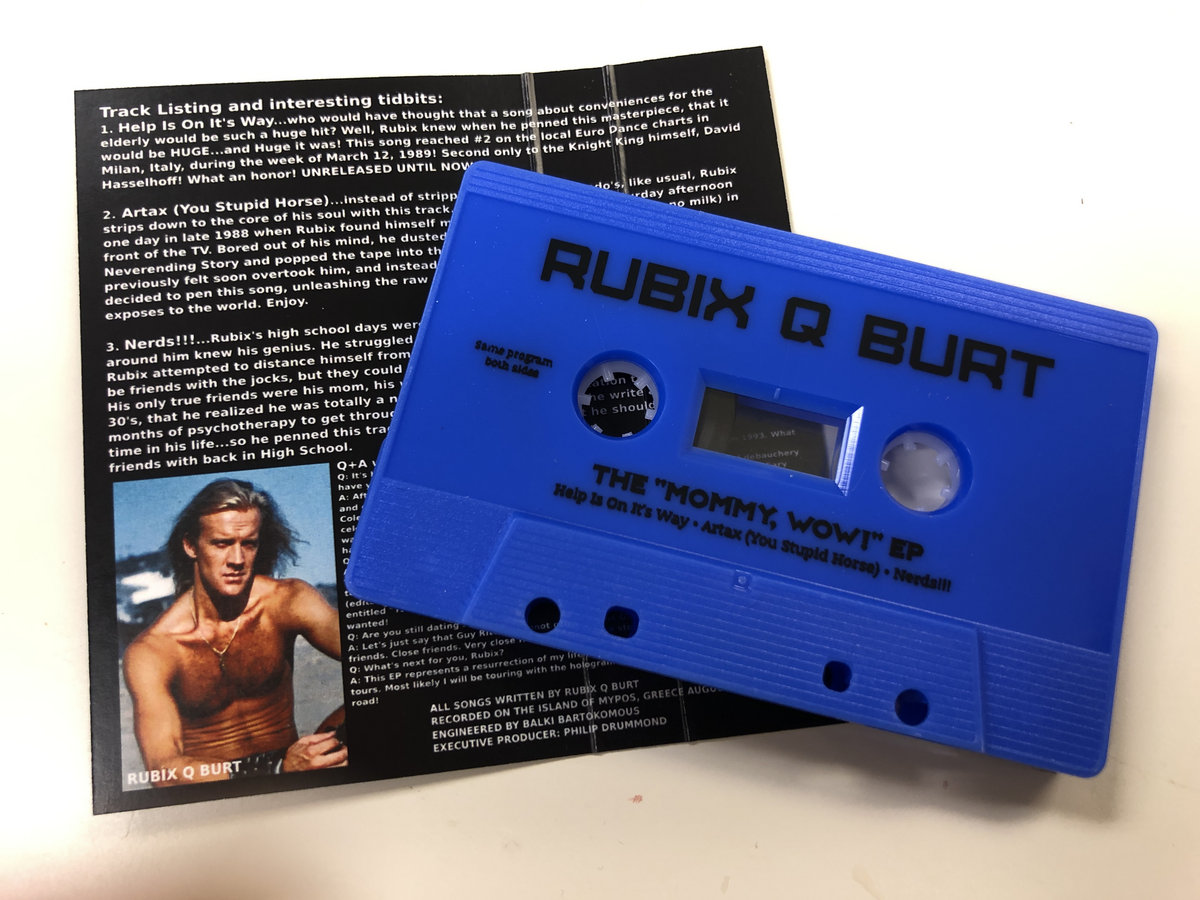 Track Listing and interesting tidbits:
1. Help Is On It's Way...who would have thought that a song about conveniences for the
elderly would be such a huge hit? Well, Rubix knew when he penned this masterpiece, that it
would be HUGE...and Huge it was! This song reached #2 on the local Euro Dance charts in
Milan, Italy, during the week of March 12, 1989! Second only to the Knight King himself, David
Hasselhoff! What an honor! UNRELEASED UNTIL NOW
2. Artax (You Stupid Horse)...instead of
do's, like usual, Rubix
strips down to the core of his soul with this track.
afternoon
one day in late 1988 when Rubix found himself
no milk) in
front of the TV. Bored out of his mind, he dusted
Neverending Story and popped the tape into
previously felt soon overtook him, and instead
decided to pen this song, unleashing the raw
exposes to the world. Enjoy.
3. Nerds!!!...Rubix's high school days were
around him knew his genius. He struggled
Rubix attempted to distance himself from
be friends with the jocks, but they could
His only true friends were his mom, his
30's, that he realized he was totally a
months of psychotherapy to get through
time in his life...so he penned this
friends with back in High School.
Q+A
Q: It's
have
A:
and
wanted!
Q: Are you still dating
A: Let's just say that Guy
friends. Close friends. Very close
Q: What's next for you, Rubix?
A: This EP represents a resurrection of my
tours. Most likely I will be touring with the
road!
ALL SONGS WRITTEN BY RUBIX Q BURT
RECORDED ON THE ISLAND OF MYPOS, GREECE
ENGINEERED BY BALKI BARTOKOMOUS
EXECUTIVE PRODUCER: PHILIP DRUMMOND
RUBIX Q BURT
RUBIX Q BURT
Same program
both sides
he write
he should
1993. What
debauchery
THE "MOMMY, WOW!" EP
Help Is On It's Way • Artax (You Stupid Horse) • Nerds!!!